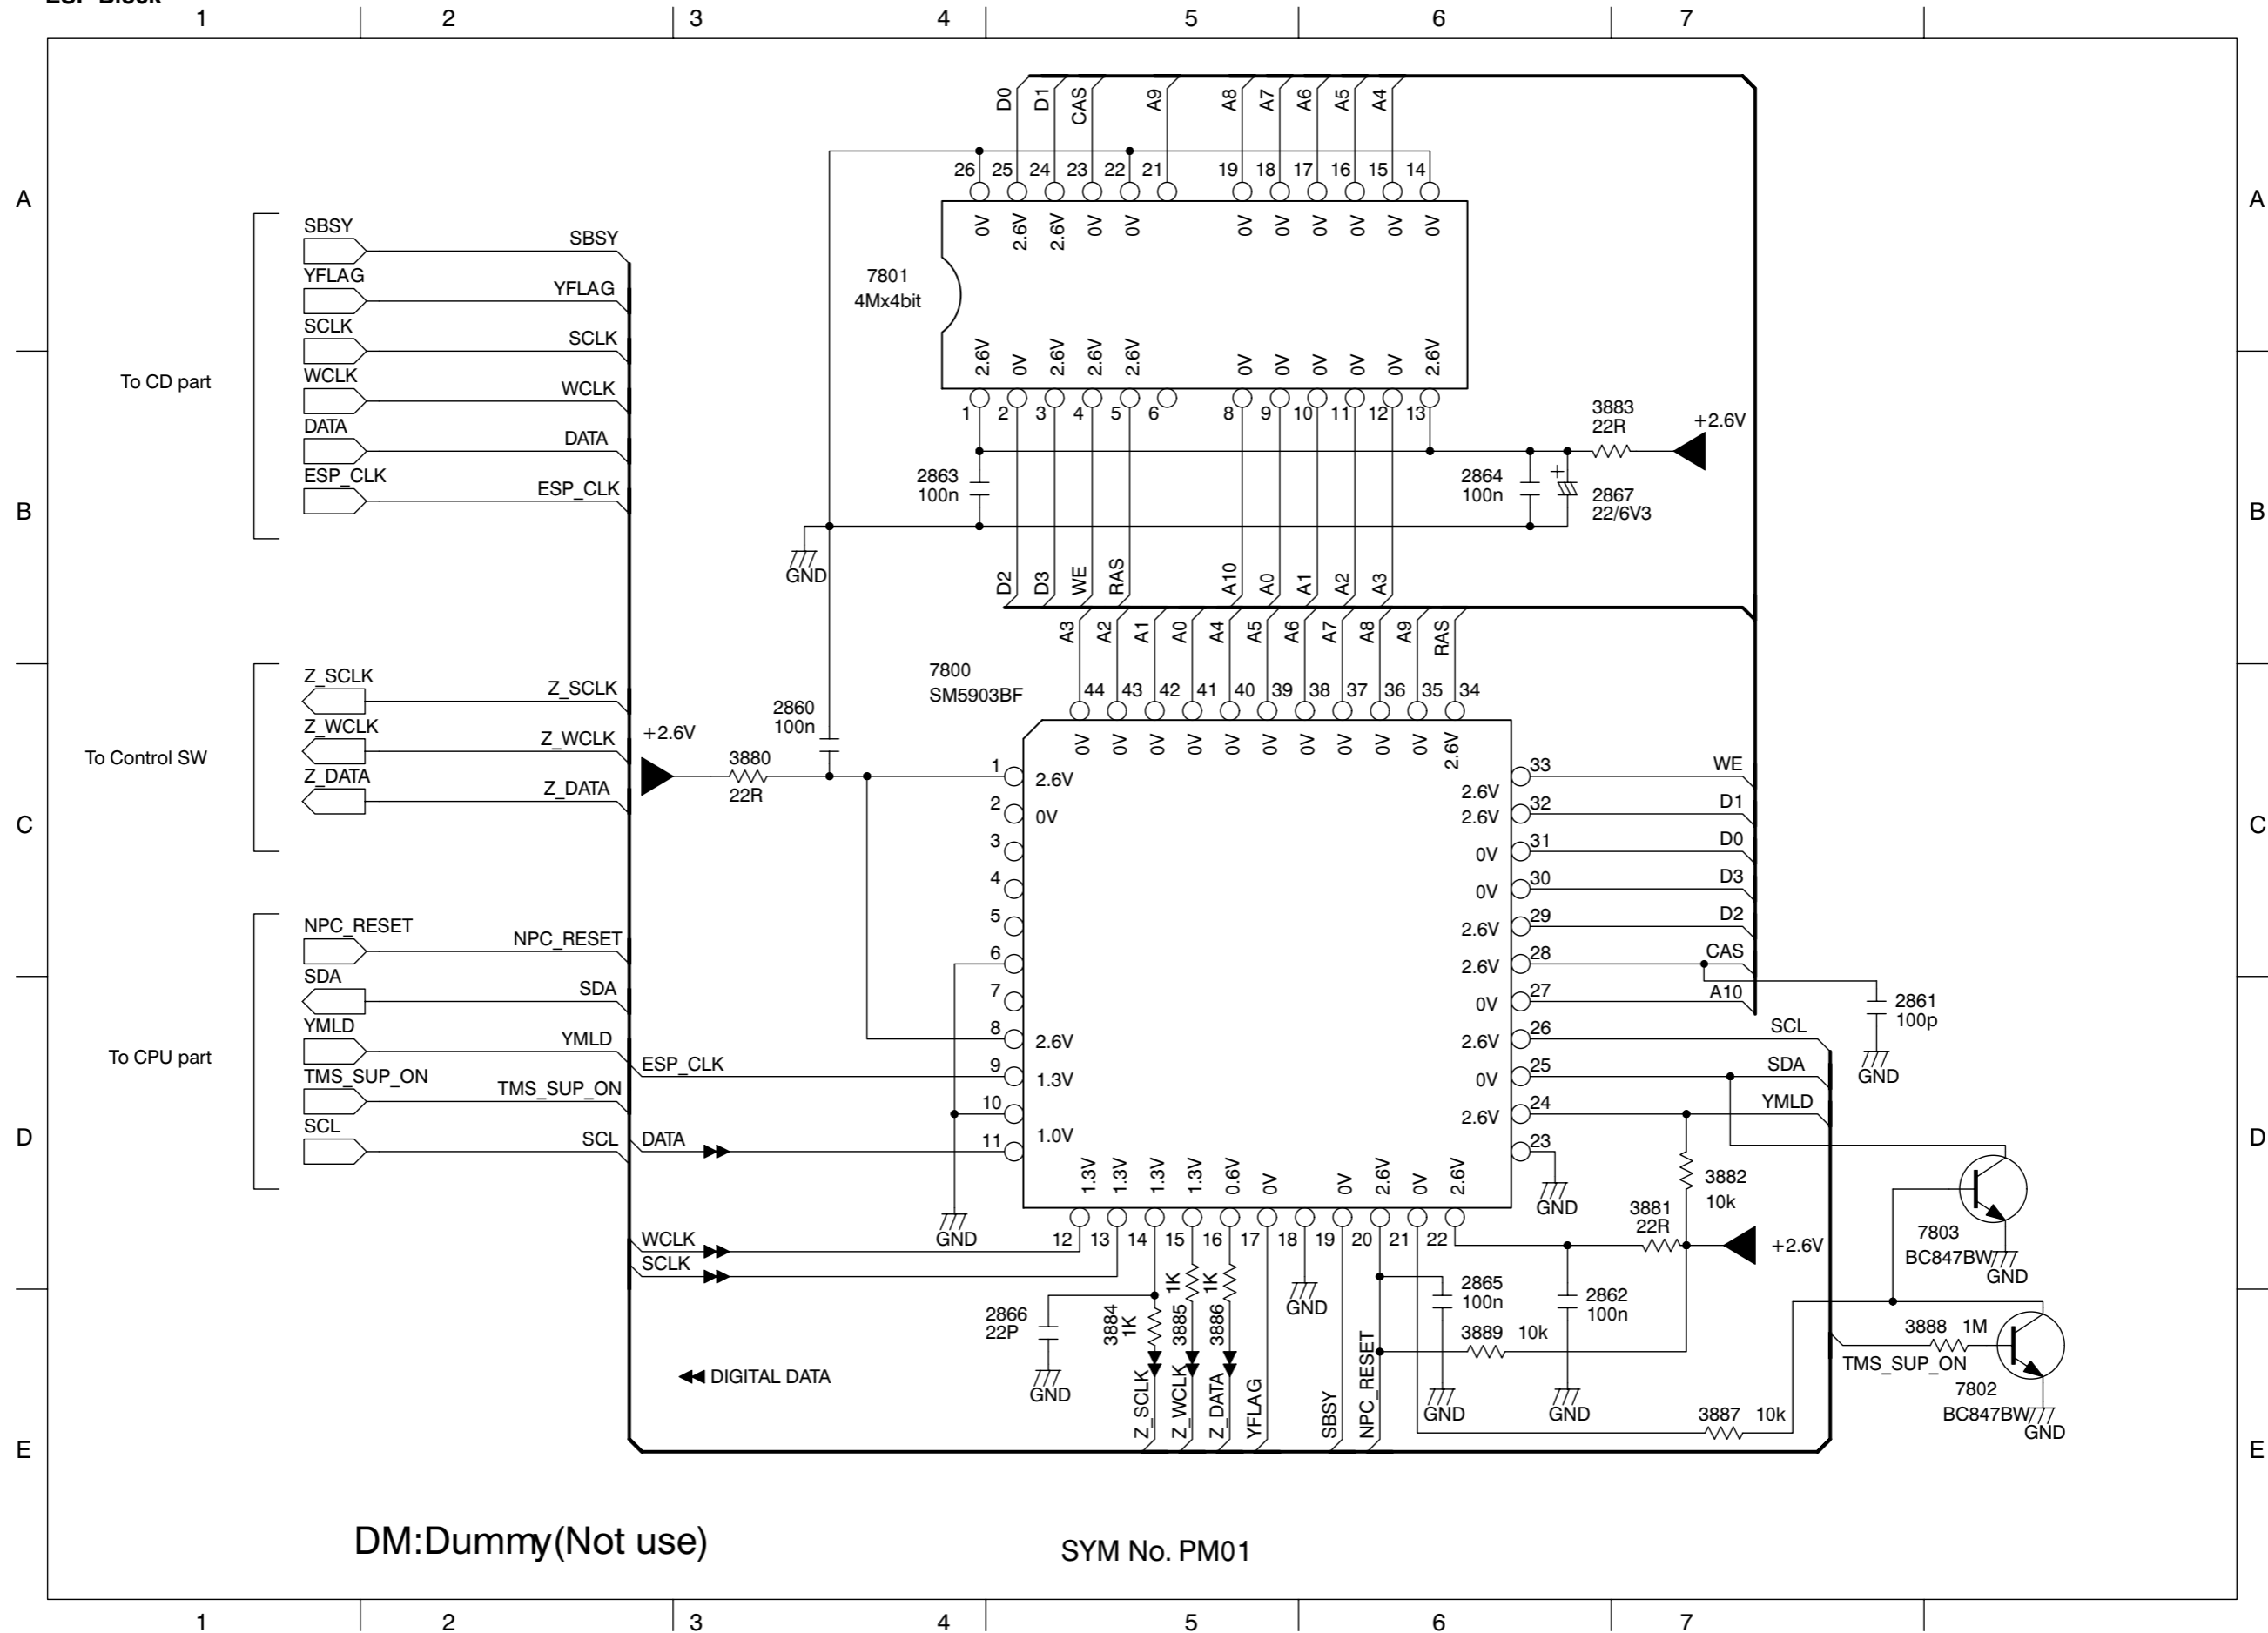 1 2 3 4 5 6 7
D0 D1 CAS A9 A8 A7 A6 A5 A4
26 25 24 23 22 21 19 18 17 16 15 14
A A
0V 2.6V 2.6V 0V 0V 0V 0V 0V 0V 0V 0V
7801
4Mx4bit
2.6V 0V 2.6V 2.6V 2.6V 0V 0V 0V 0V 0V 2.6V
1 2 3 4 5 6 8 9 10 11 12 13
SBSY SBSY
YFLAG YFLAG
SCLK SCLK
To CD part
WCLK WCLK
DATA DATA
ESP_CLK ESP_CLK
3883
22R
+2.6V
B B
2863
100n
2864
100n
+
2867
22/6V3
GND
D2 D3 WE RAS A10 A0 A1 A2 A3
A3 A2 A1 A0 A4 A5 A6 A7 A8 A9 RAS
7800
SM5903BF
44 43 42 41 40 39 38 37 36 35 34
0V 0V 0V 0V 0V 0V 0V 0V 0V 0V 2.6V
To Control SW
Z_SCLK Z_SCLK
Z_WCLK Z_WCLK
Z_DATA Z_DATA
+2.6V
3880
22R
2860
100n
C C
1 2.6V
2 0V
3
4
5
6
7
8 2.6V
9 1.3V
10
11 1.0V
2.6V 33 WE
2.6V 32 D1
0V 31 D0
0V 30 D3
2.6V 29 D2
2.6V 28 CAS
0V 27 A10
2.6V 26 SCL
0V 25 SDA
2.6V 24 YMLD
23
GND
2861
100p
GND
To CPU part
NPC_RESET NPC_RESET
SDA SDA
YMLD YMLD
TMS_SUP_ON TMS_SUP_ON
SCL SCL
ESP_CLK
DATA
WCLK
SCLK
GND
D D
1.3V 1.3V 1.3V 1.3V 0.6V 0V 0V 2.6V 0V 2.6V
12 13 14 15 16 17 18 19 20 21 22
3882
10k
3881
22R
+2.6V
7803
BC847BW
GND
2866
22P
GND
3884
1K
3885
1K
3886
1K
GND
2865
100n
GND
2862
100n
GND
3889 10k
3888 1M
TMS_SUP_ON
7802
BC847BW
GND
3887 10k
DIGITAL DATA
Z_SCLK Z_WCLK Z_DATA YFLAG SBSY NPC_RESET
E E
DM:Dummy(Not use)
SYM No. PM01
1 2 3 4 5 6 7